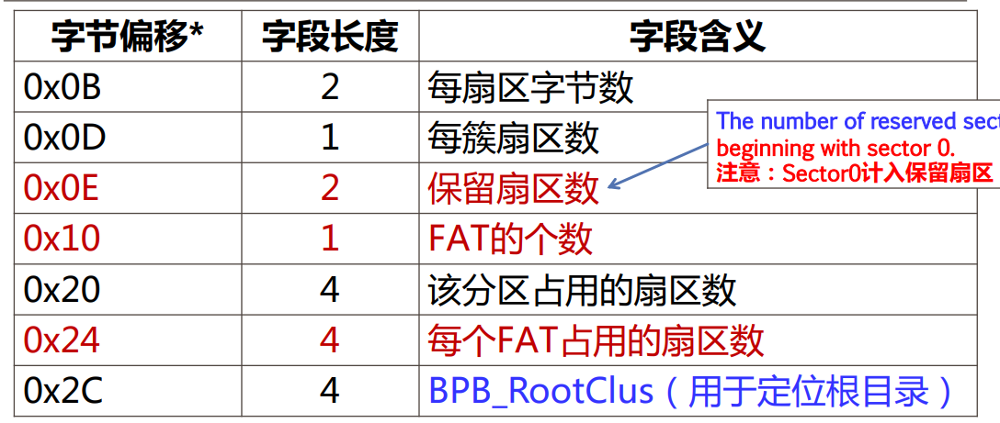 字节偏移* 字段长度 字段含义
0x0B 2 每扇区字节数
0x0D 1 每簇扇区数
The number of reserved sect
beginning with sector 0.
注意：Sector0计入保留扇区
0x0E 2 保留扇区数
0x10 1 FAT的个数
0x20 4 该分区占用的扇区数
0x24 4 每个FAT占用的扇区数
0x2C 4 BPB_RootClus（用于定位根目录）